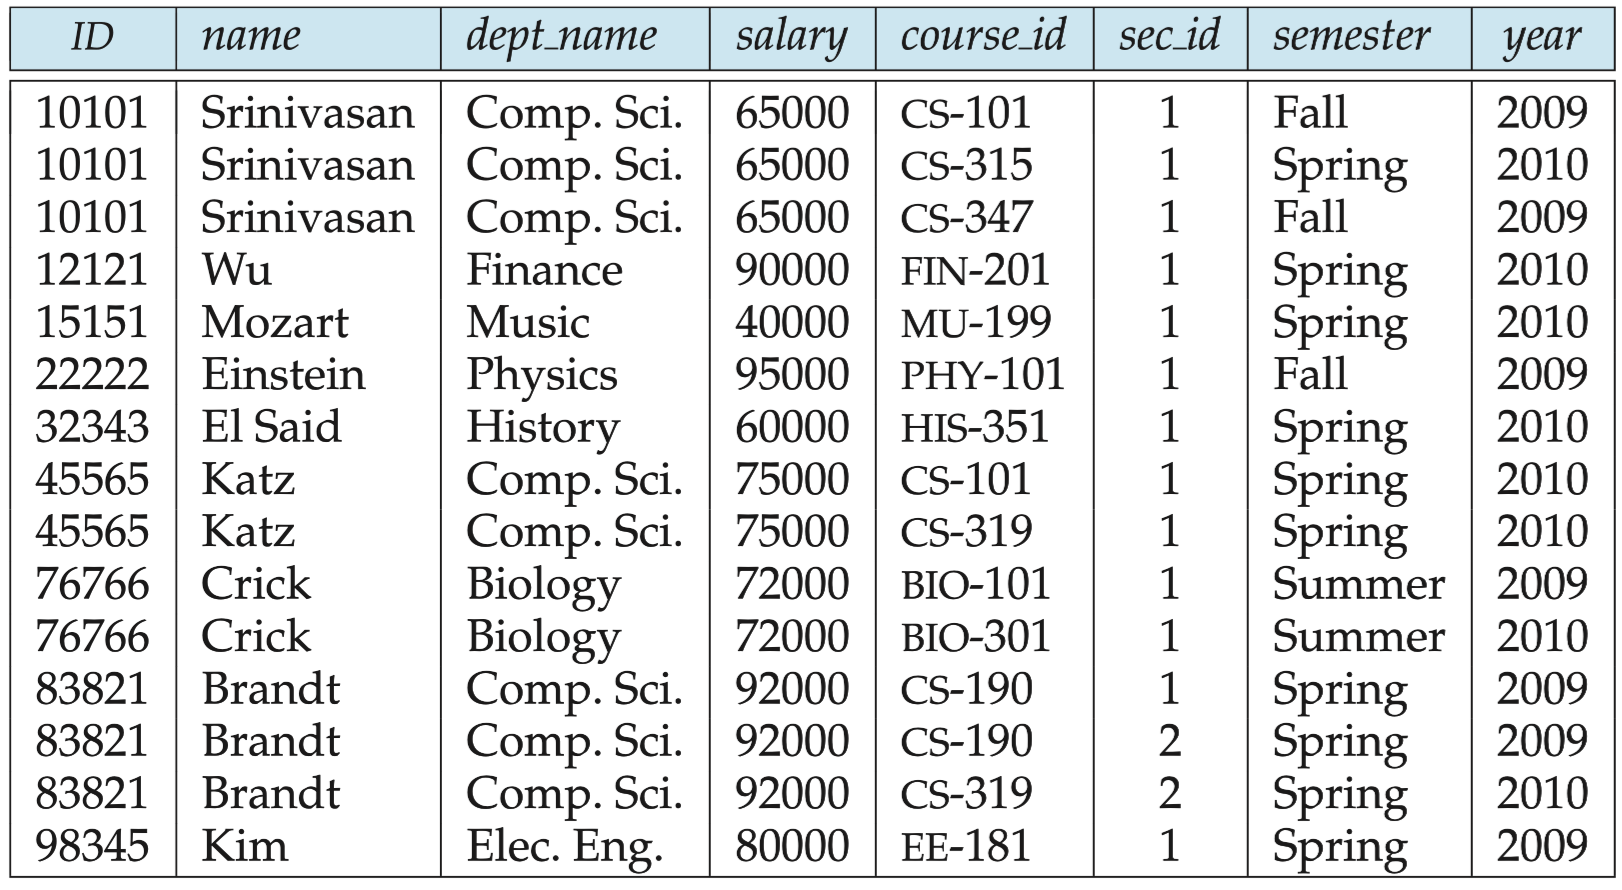 ID name dept_name salary course_id sec_id semester year
10101 Srinivasan Comp. Sci. 65000 CS-101 1 Fall 2009
10101 Srinivasan Comp. Sci. 65000 CS-315 1 Spring 2010
10101 Srinivasan Comp. Sci. 65000 CS-347 1 Fall 2009
12121 Wu Finance 90000 FIN-201 1 Spring 2010
15151 Mozart Music 40000 MU-199 1 Spring 2010
22222 Einstein Physics 95000 PHY-101 1 Fall 2009
32343 El Said History 60000 HIS-351 1 Spring 2010
45565 Katz Comp. Sci. 75000 CS-101 1 Spring 2010
45565 Katz Comp. Sci. 75000 CS-319 1 Spring 2010
76766 Crick Biology 72000 BIO-101 1 Summer 2009
76766 Crick Biology 72000 BIO-301 1 Summer 2010
83821 Brandt Comp. Sci. 92000 CS-190 1 Spring 2009
83821 Brandt Comp. Sci. 92000 CS-190 2 Spring 2009
83821 Brandt Comp. Sci. 92000 CS-319 2 Spring 2010
98345 Kim Elec. Eng. 80000 EE-181 1 Spring 2009